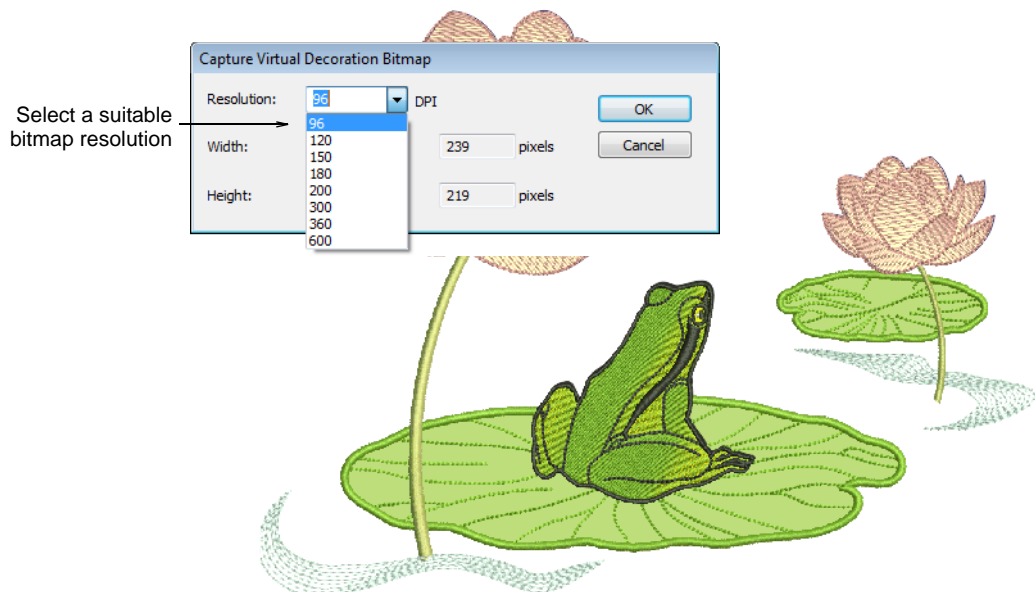 Capture Virtual Decoration Bitmap
Resolution: 96 DPI
OK
Select a suitable
bitmap resolution
96
120
150
180
200
300
360
600
Width: 239 pixels
Cancel
Height: 219 pixels